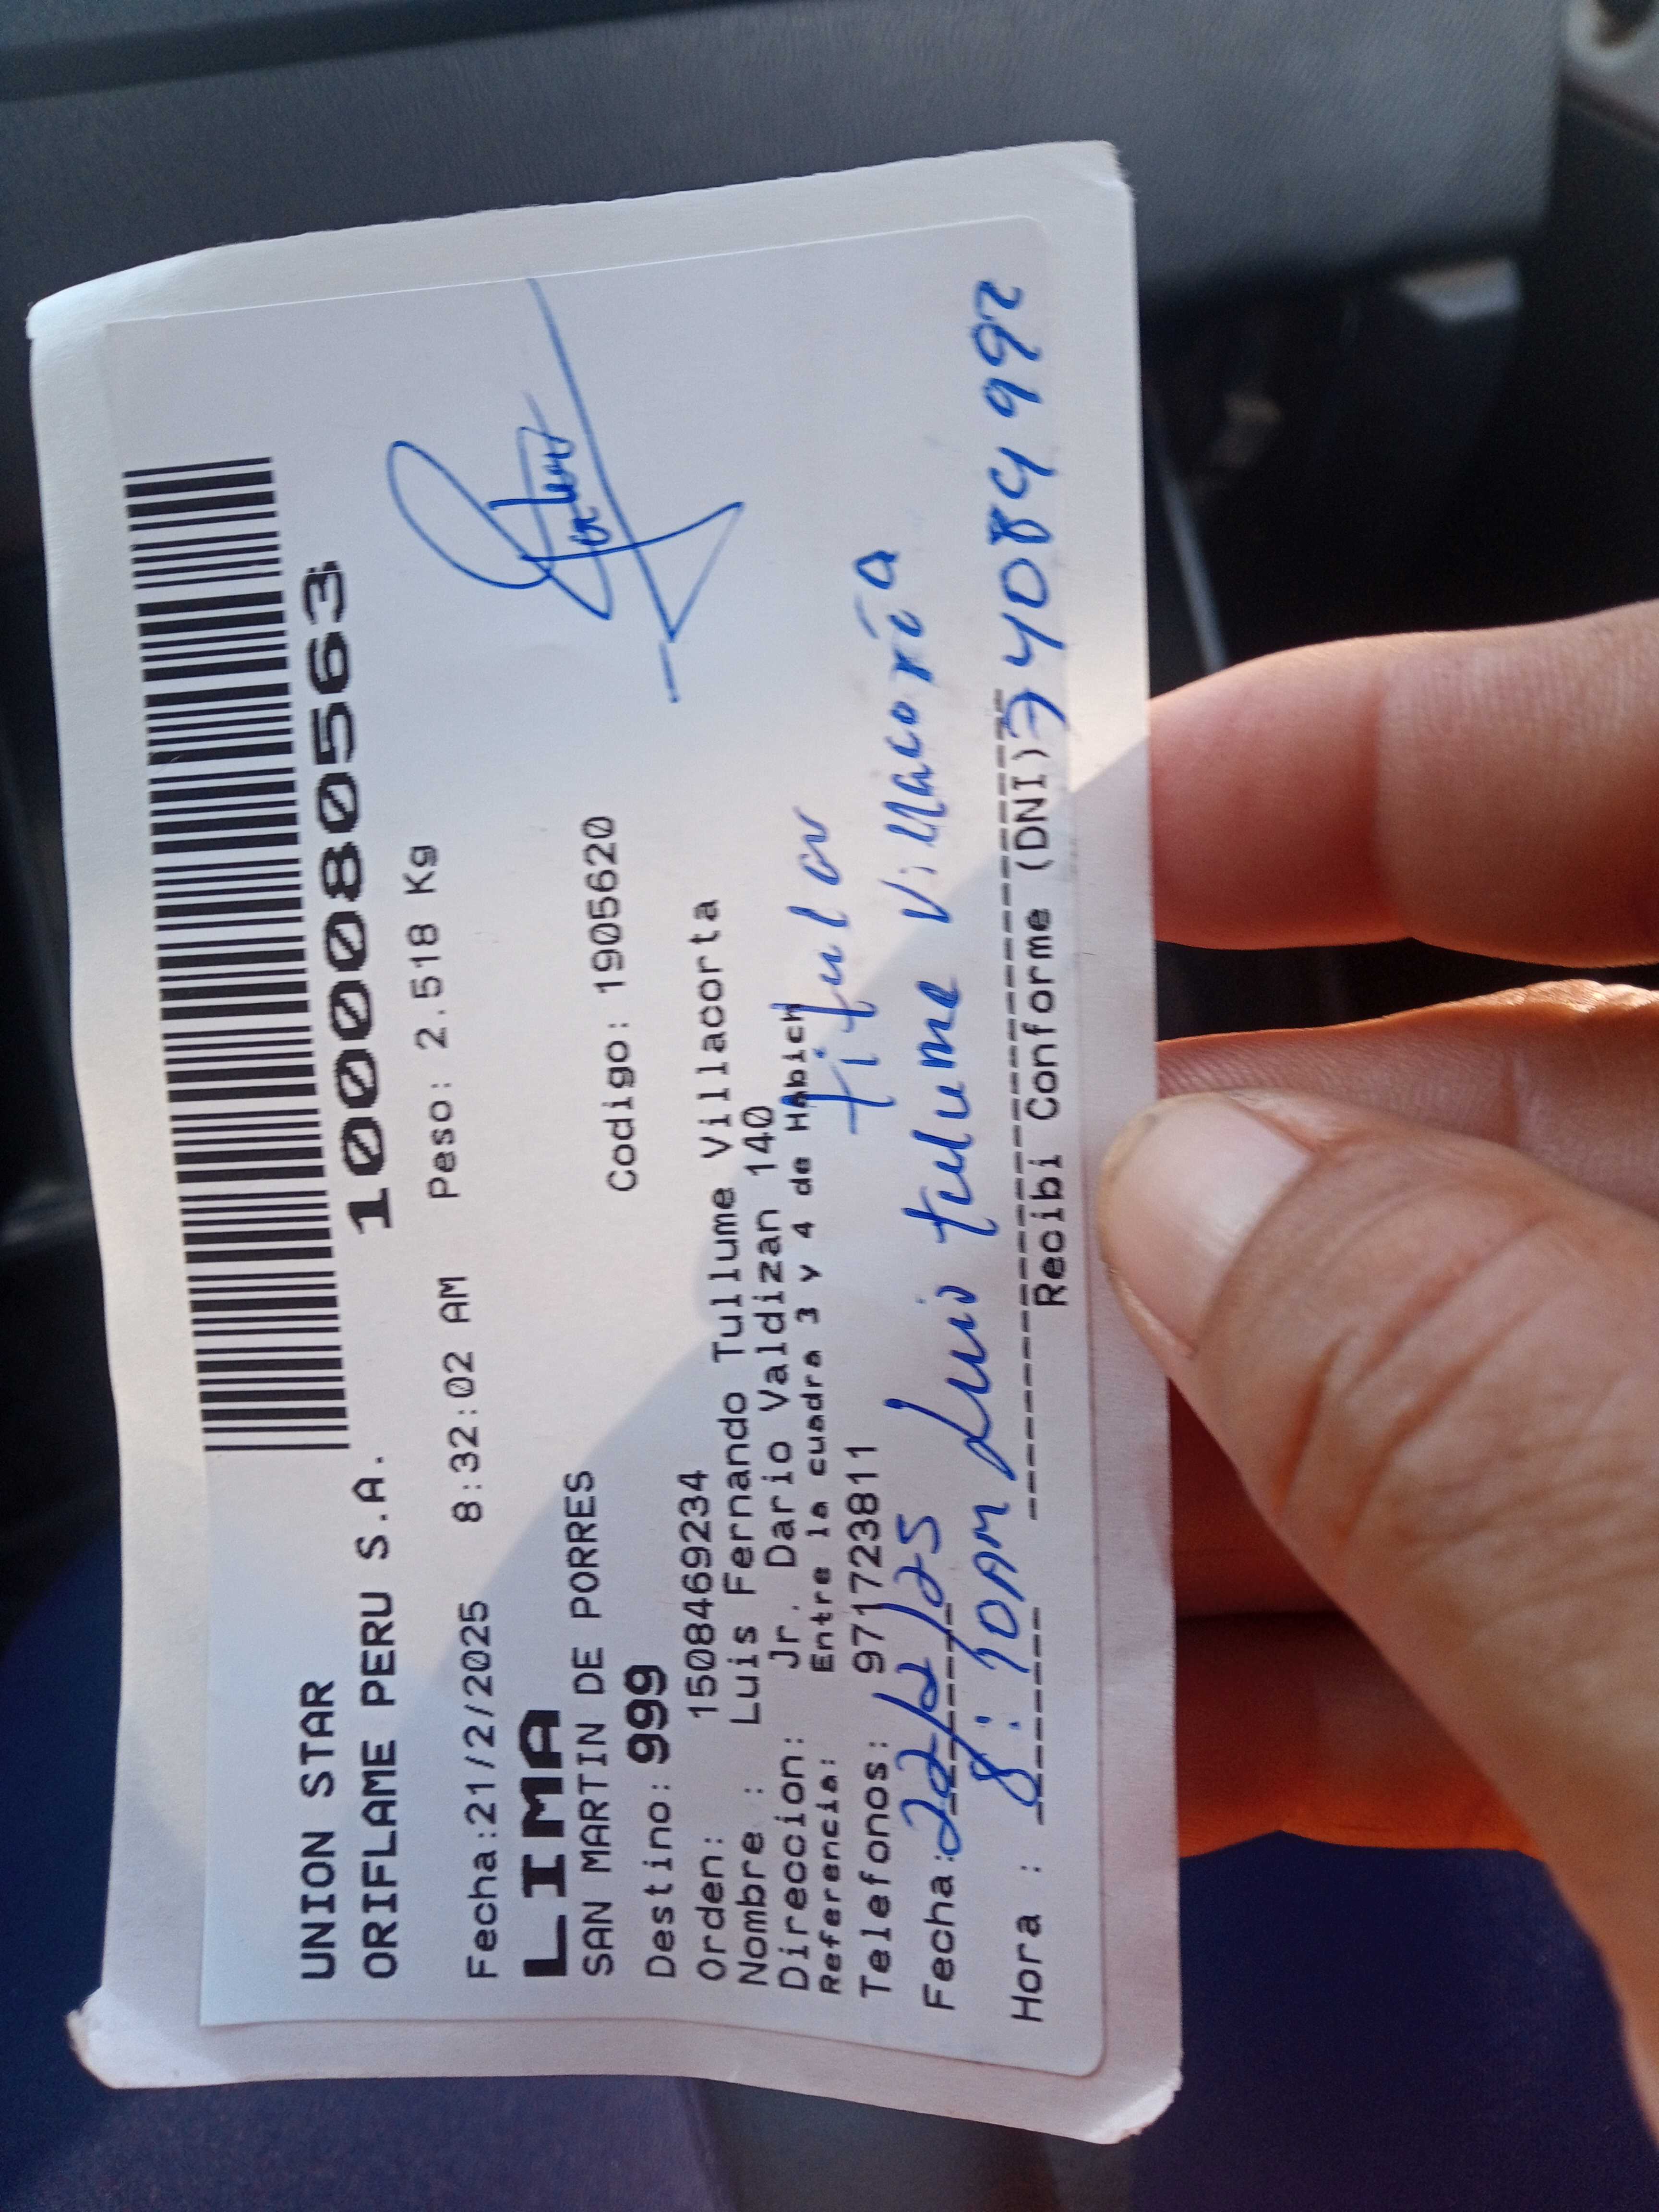 UNION STAR
ORIFLAME PERU S.A. 1000080563
Fecha:21/2/2025 8:32:02 AM Peso: 2.518 Kg
LIMA
SAN MARTIN DE PORRES
Destino: 999 Codigo: 1905620
Orden: 1508469234
Nombre : Luis Fernando Tullume Villacorta
Direccion: Jr. Dario Valdizan 140
Referencia: Entre la cuadra 3 y 4 de Habich
Telefonos: 971723811 titular
Fecha: 22/2/25
Hora : 8:10AM Luis tulume Villacoria
Recibi Conforme (DNI)